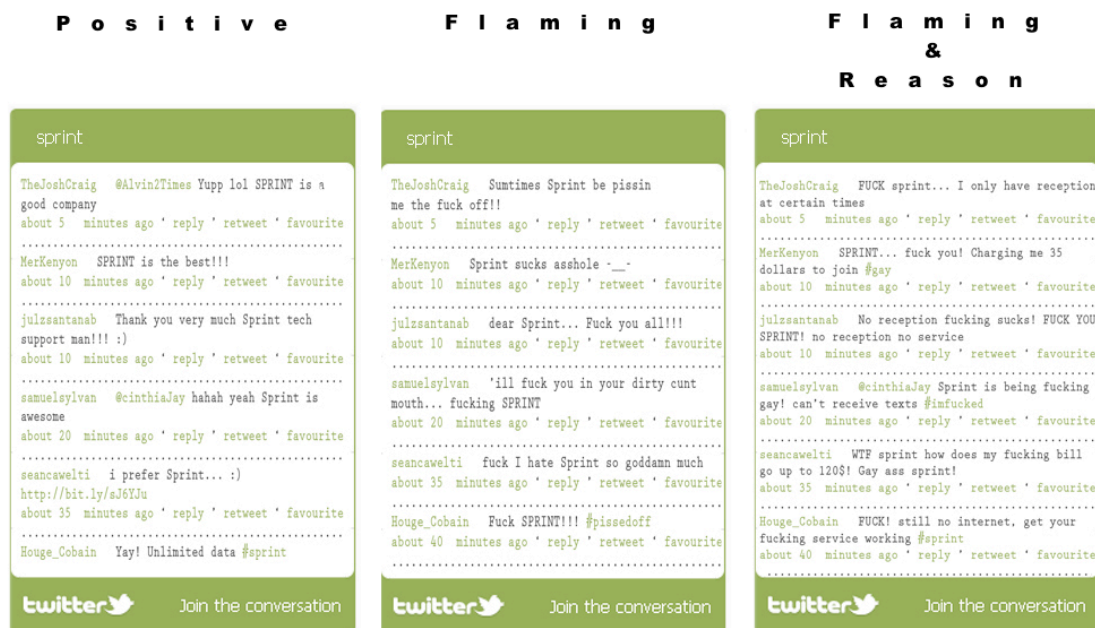 Positive
sprint
TheJoshCraig @Alvin2Times Yupp lol SPRINT is a
good company
about 5 minutes ago ' reply ' retweet ' favourite
MerKenyon SPRINT is the best!!!
about 10 minutes ago ' reply ' retweet ' favourite
julzsantanab Thank you very much Sprint tech
support man!!! :)
about 10 minutes ago ' reply ' retweet ' favourite
samuelsylvan @cinthiaJay hahah yeah Sprint is
awesome
about 20 minutes ago ' reply ' retweet ' favourite
seancawelti i prefer Sprint... :)
http://bit.ly/sJ6YJu
about 35 minutes ago ' reply ' retweet ' favourite
Houge_Cobain Yay! Unlimited data #sprint
twitter Join the conversation
Flaming
sprint
TheJoshCraig Sumtimes Sprint be pissin
me the fuck off!!
about 5 minutes ago ' reply ' retweet ' favourite
MerKenyon Sprint sucks asshole -__-
about 10 minutes ago ' reply ' retweet ' favourite
julzsantanab dear Sprint... Fuck you all!!!
about 10 minutes ago ' reply ' retweet ' favourite
samuelsylvan 'ill fuck you in your dirty cunt
mouth... fucking SPRINT
about 20 minutes ago ' reply ' retweet ' favourite
seancawelti fuck I hate Sprint so goddamn much
about 35 minutes ago ' reply ' retweet ' favourite
Houge_Cobain Fuck SPRINT!!! #pissedoff
about 40 minutes ago ' reply ' retweet ' favourite
twitter Join the conversation
Flaming
&
Reason
sprint
TheJoshCraig FUCK sprint... I only have reception
at certain times
about 5 minutes ago ' reply ' retweet ' favourite
MerKenyon SPRINT... fuck you! Charging me 35
dollars to join #gay
about 10 minutes ago ' reply ' retweet ' favourite
julzsantanab No reception fucking sucks! FUCK YOU
SPRINT! no reception no service
about 10 minutes ago ' reply ' retweet ' favourite
samuelsylvan @cinthiaJay Sprint is being fucking
gay! can't receive texts #imfucked
about 20 minutes ago ' reply ' retweet ' favourite
seancawelti WTF sprint how does my fucking bill
go up to 120$! Gay ass sprint!
about 35 minutes ago ' reply ' retweet ' favourite
Houge_Cobain FUCK! still no internet, get your
fucking service working #sprint
about 40 minutes ago ' reply ' retweet ' favourite
twitter Join the conversation